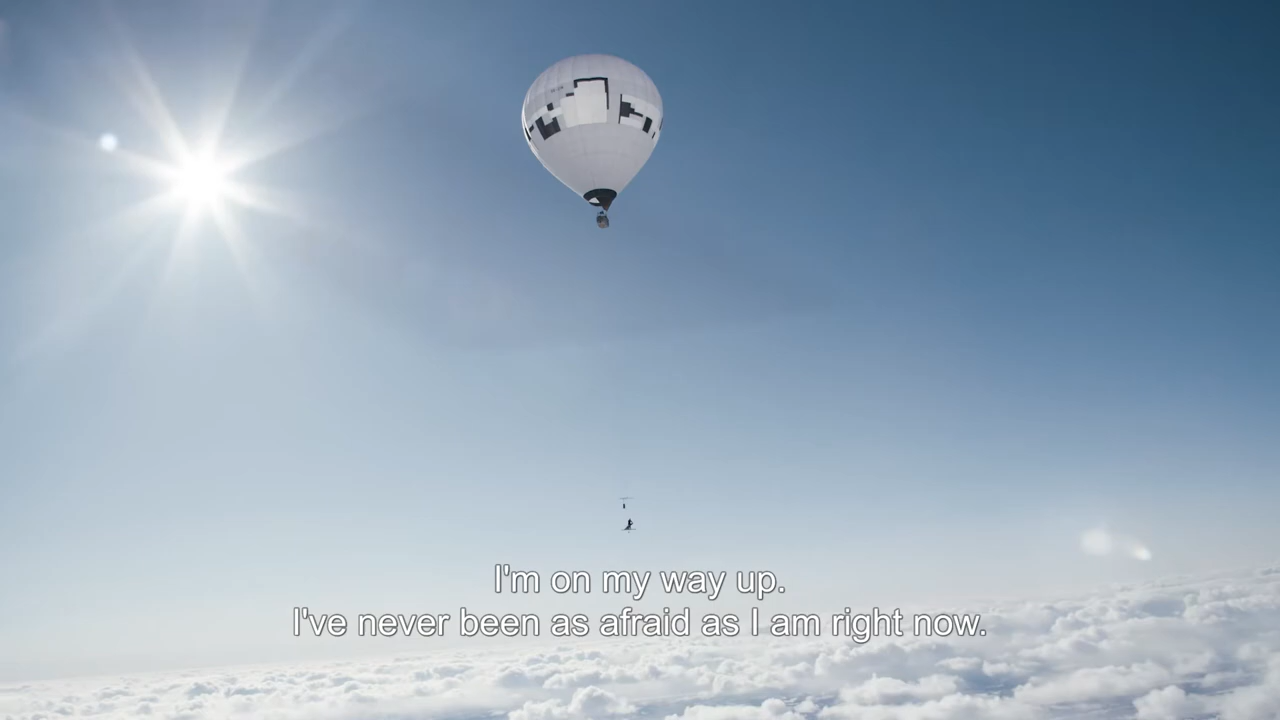 I'm on my way up.
I've never been as afraid as I am right now.